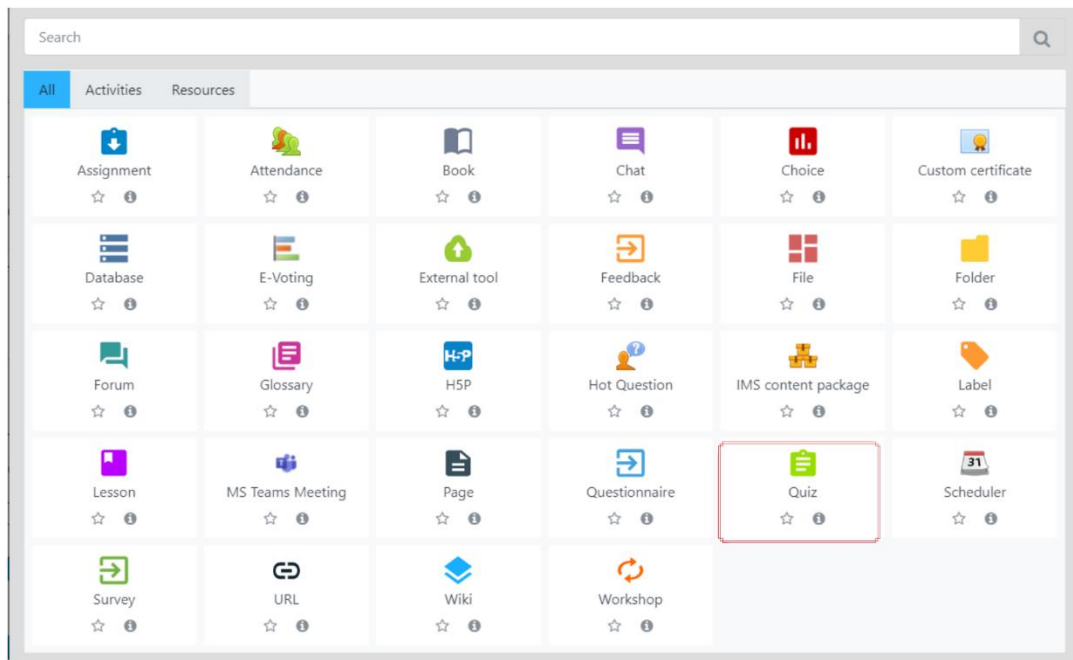 Search
All Activities Resources
Assignment Attendance Book Chat Choice Custom certificate
Database E-Voting External tool Feedback File Folder
H5P
Forum Glossary H5P Hot Question IMS content package Label
31
Lesson MS Teams Meeting Page Questionnaire Quiz Scheduler
Survey URL Wiki Workshop